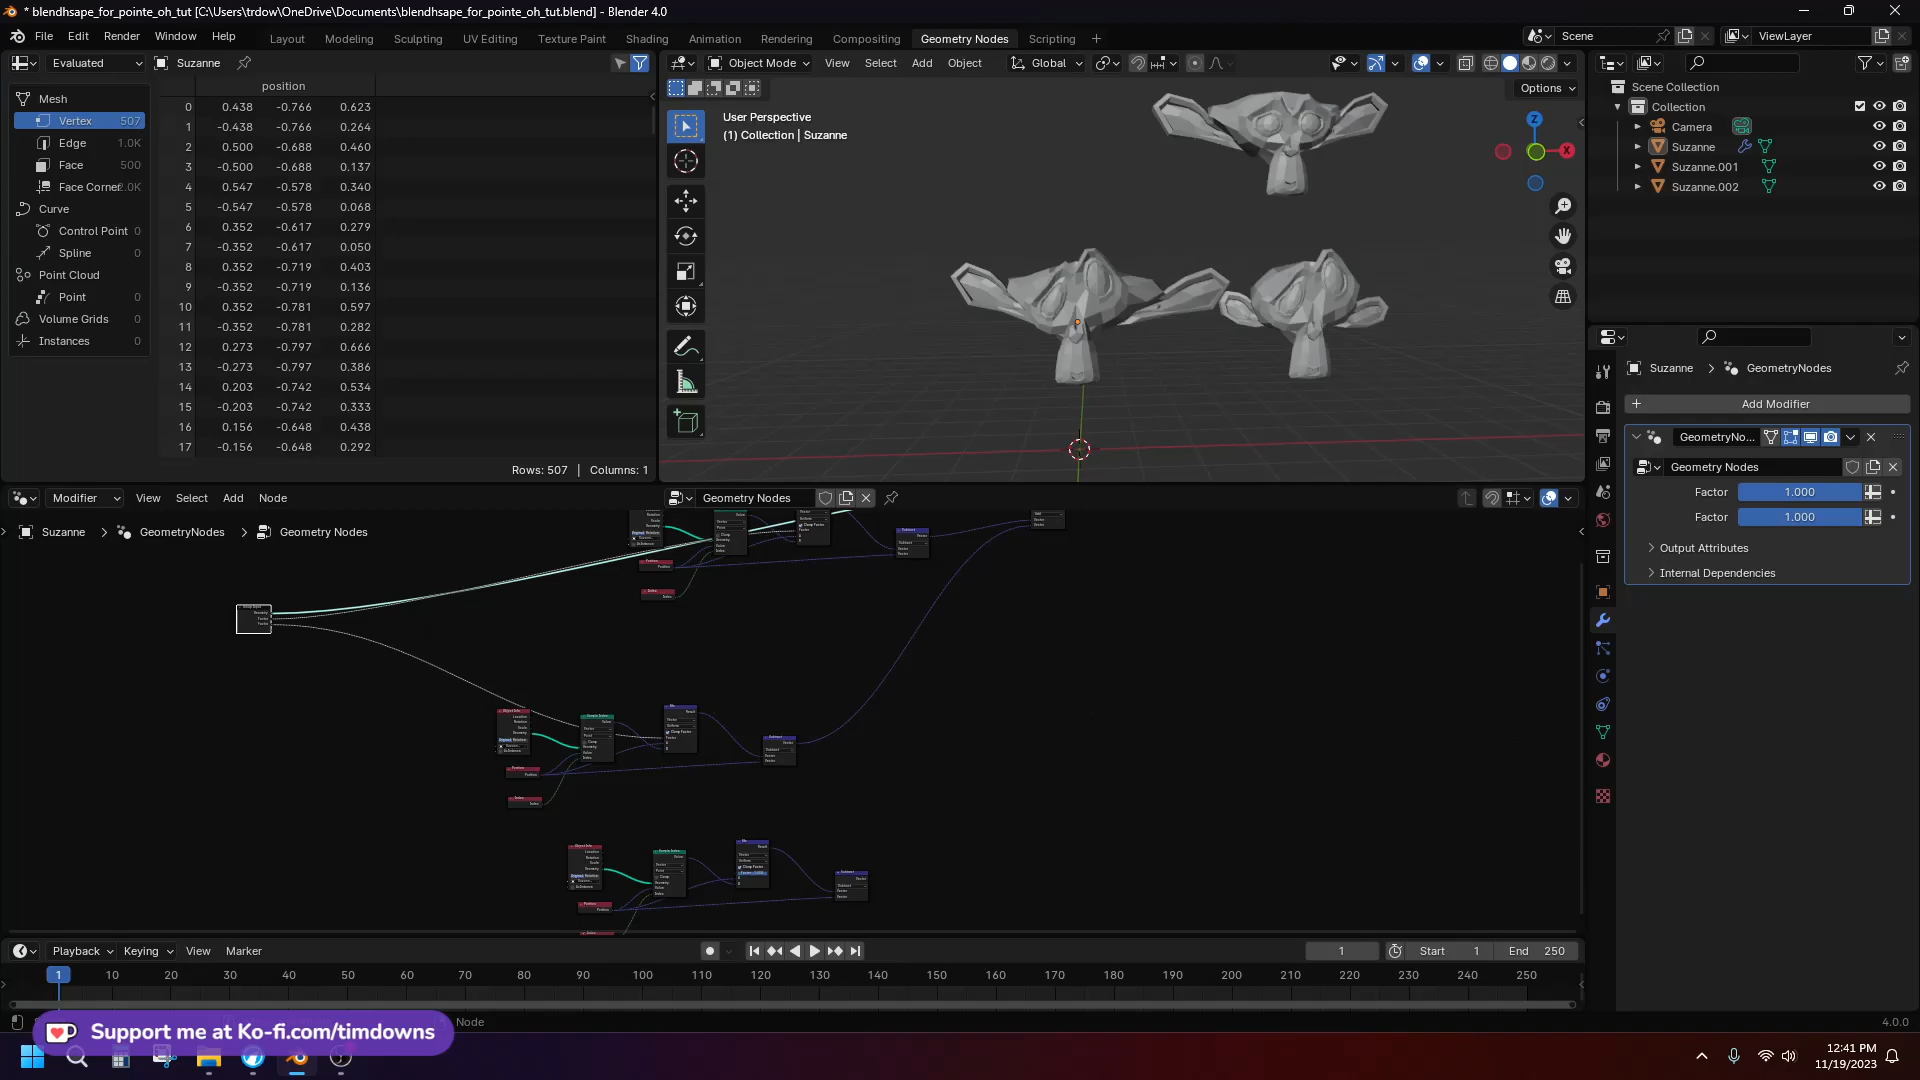 * blendhsape_for_pointe_oh_tut [C:\Users\trdow\OneDrive\Documents\blendhsape_for_pointe_oh_tut.blend] - Blender 4.0
File Edit Render Window Help
Layout Modeling Sculpting UV Editing Texture Paint Shading Animation Rendering Compositing Geometry Nodes Scripting +
Scene
ViewLayer
Evaluated
Suzanne
position
Mesh
Vertex 507
Edge 1.0K
Face 500
Face Corner 2.0K
Curve
Control Point 0
Spline 0
Point Cloud
Point 0
Volume Grids 0
Instances 0
0 0.438 -0.766 0.623
1 -0.438 -0.766 0.264
2 0.500 -0.688 0.460
3 -0.500 -0.688 0.137
4 0.547 -0.578 0.340
5 -0.547 -0.578 0.068
6 0.352 -0.617 0.279
7 -0.352 -0.617 0.050
8 0.352 -0.719 0.403
9 -0.352 -0.719 0.136
10 0.352 -0.781 0.597
11 -0.352 -0.781 0.282
12 0.273 -0.797 0.666
13 -0.273 -0.797 0.386
14 0.203 -0.742 0.534
15 -0.203 -0.742 0.333
16 0.156 -0.648 0.438
17 -0.156 -0.648 0.292
Rows: 507 | Columns: 1
Object Mode View Select Add Object
Global
Options
User Perspective
(1) Collection | Suzanne
Z
X
Scene Collection
Collection
Camera
Suzanne
Suzanne.001
Suzanne.002
Suzanne > GeometryNodes
+ Add Modifier
GeometryNo...
Geometry Nodes
Factor 1.000
Factor 1.000
Output Attributes
Internal Dependencies
Modifier View Select Add Node
Geometry Nodes
Suzanne > GeometryNodes > Geometry Nodes
Playback Keying View Marker
1
Start 1
End 250
1 10 20 30 40 50 60 70 80 90 100 110 120 130 140 150 160 170 180 190 200 210 220 230 240 250
Node
4.0.0
Support me at Ko-fi.com/timdowns
12:41 PM
11/19/2023